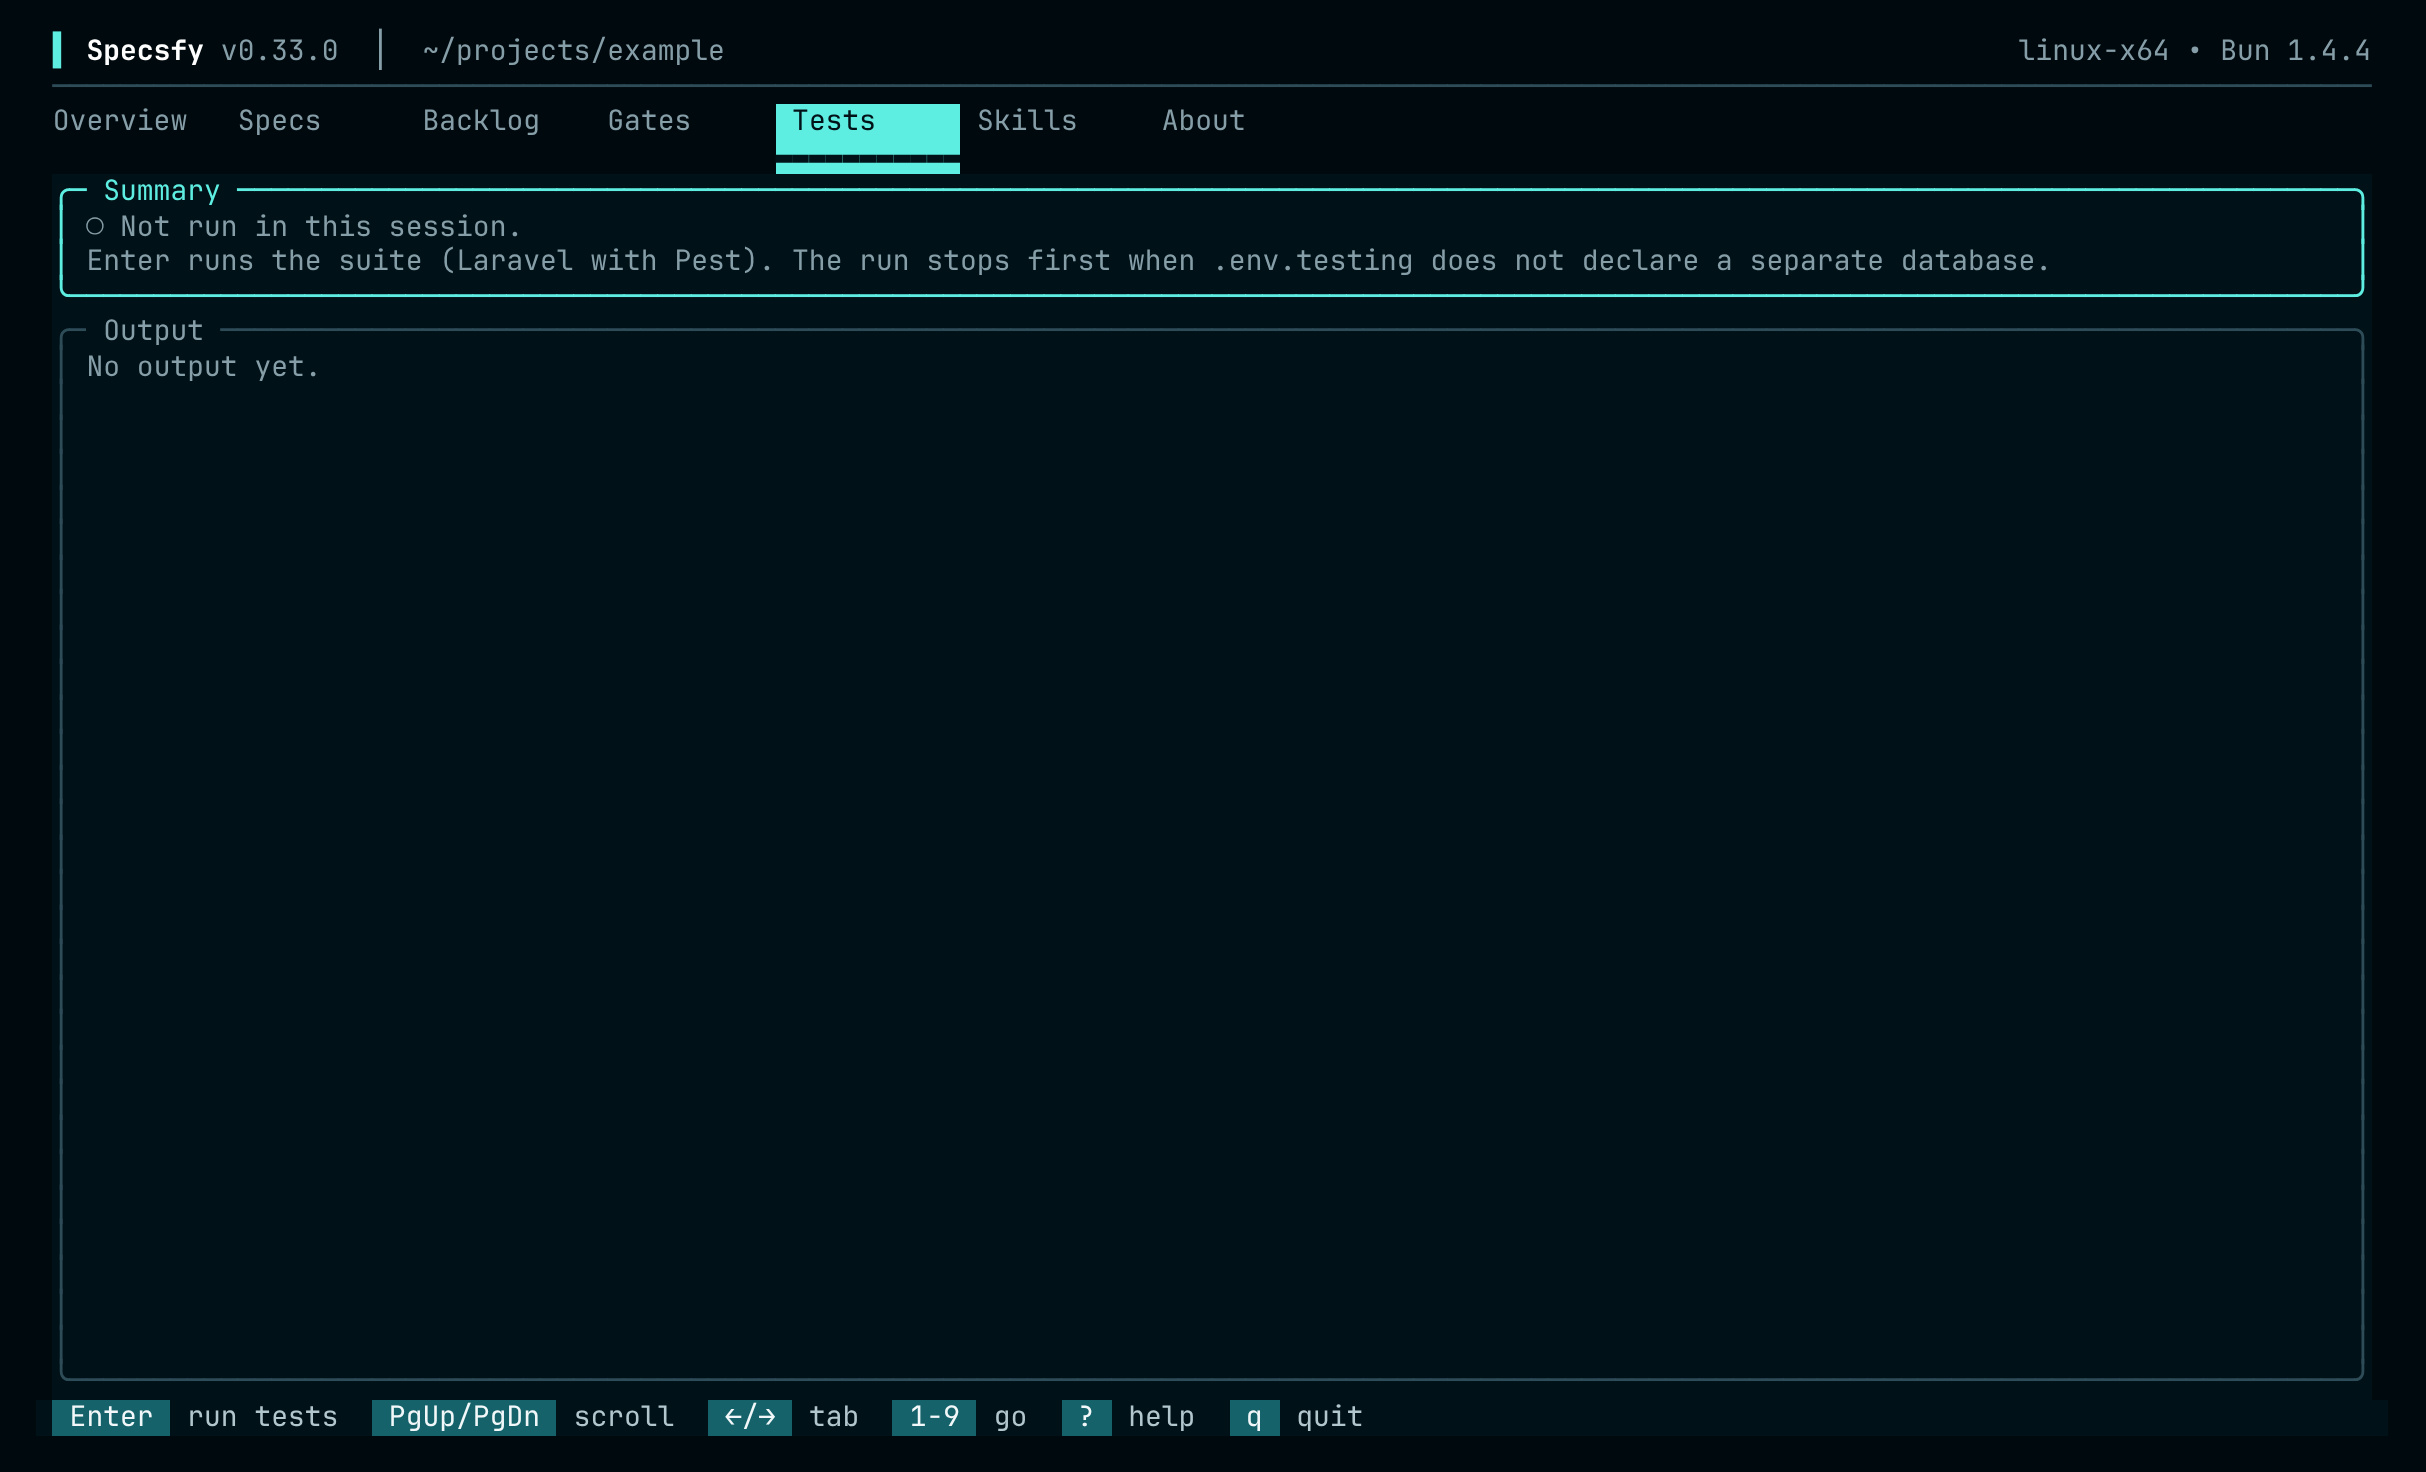 Specsfy v0.33.0 │ ~/projects/example linux-x64 • Bun 1.4.4
Overview Specs Backlog Gates Tests Skills About
Summary
○ Not run in this session.
Enter runs the suite (Laravel with Pest). The run stops first when .env.testing does not declare a separate database.
Output
No output yet.
Enter run tests PgUp/PgDn scroll ←/→ tab 1-9 go ? help q quit